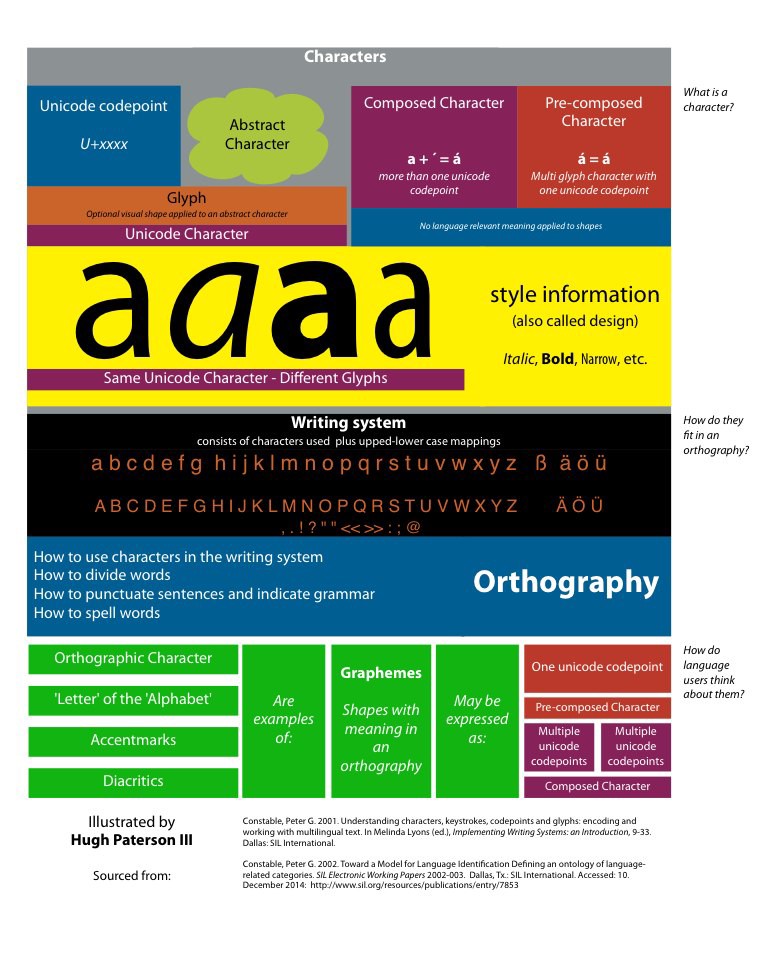 Characters
Unicode codepoint
U+xxxx
Abstract
Character
Composed Character
a + ´ = á
more than one unicode
codepoint
Pre-composed
Character
á = á
Multi glyph character with
one unicode codepoint
What is a
character?
Glyph
Optional visual shape applied to an abstract character
Unicode Character
No language relevant meaning applied to shapes
a a a a
Same Unicode Character - Different Glyphs
style information
(also called design)
Italic, Bold, Narrow, etc.
Writing system
consists of characters used plus upped-lower case mappings
a b c d e f g h i j k l m n o p q r s t u v w x y z ß ä ö ü
A B C D E F G H I J K L M N O P Q R S T U V W X Y Z Ä Ö Ü
, . ! ? " " << >> : ; @
How do they
fit in an
orthography?
How to use characters in the writing system
How to divide words
How to punctuate sentences and indicate grammar
How to spell words
Orthography
Orthographic Character
'Letter' of the 'Alphabet'
Accentmarks
Diacritics
Are
examples
of:
Graphemes
Shapes with
meaning in
an
orthography
May be
expressed
as:
One unicode codepoint
Pre-composed Character
Multiple
unicode
codepoints
Multiple
unicode
codepoints
Composed Character
How do
language
users think
about them?
Illustrated by
Hugh Paterson III
Sourced from:
Constable, Peter G. 2001. Understanding characters, keystrokes, codepoints and glyphs: encoding and
working with multilingual text. In Melinda Lyons (ed.), Implementing Writing Systems: an Introduction, 9-33.
Dallas: SIL International.
Constable, Peter G. 2002. Toward a Model for Language Identification Defining an ontology of language-
related categories. SIL Electronic Working Papers 2002-003. Dallas, Tx.: SIL International. Accessed: 10.
December 2014: http://www.sil.org/resources/publications/entry/7853